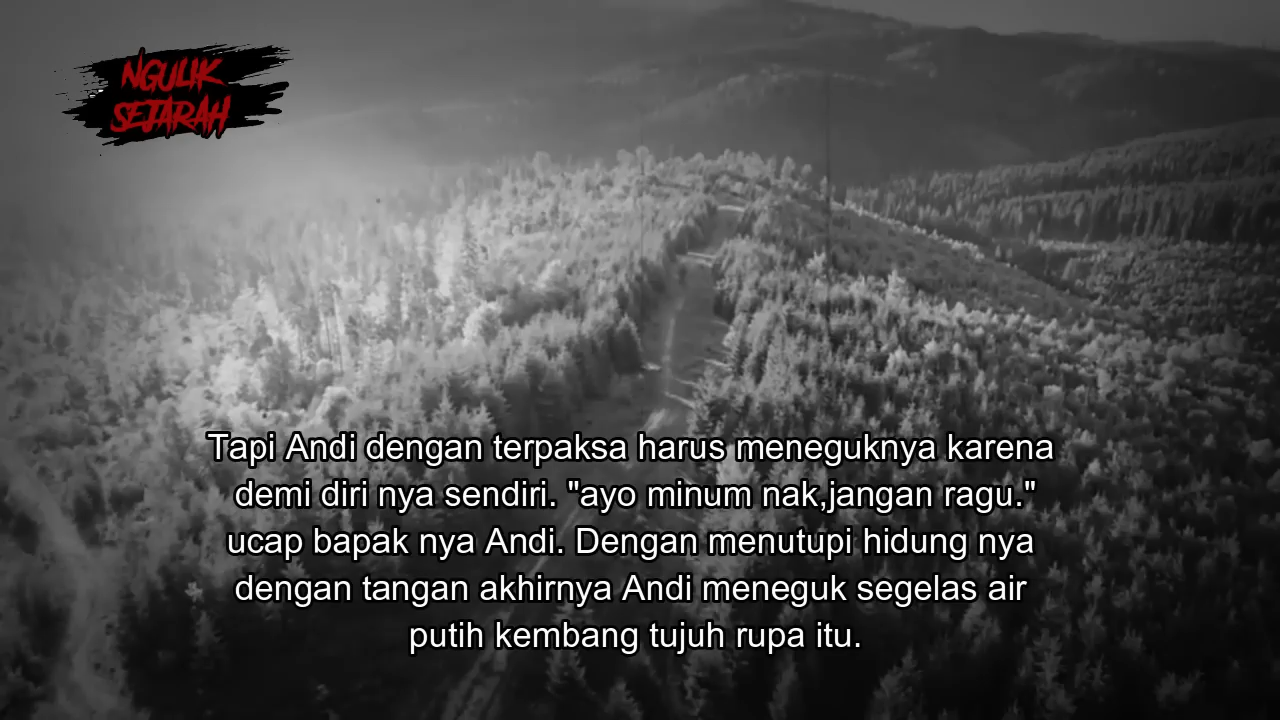 NGULIK
SEJARAH
Tapi Andi dengan terpaksa harus meneguknya karena
demi diri nya sendiri. "ayo minum nak,jangan ragu."
ucap bapak nya Andi. Dengan menutupi hidung nya
dengan tangan akhirnya Andi meneguk segelas air
putih kembang tujuh rupa itu.